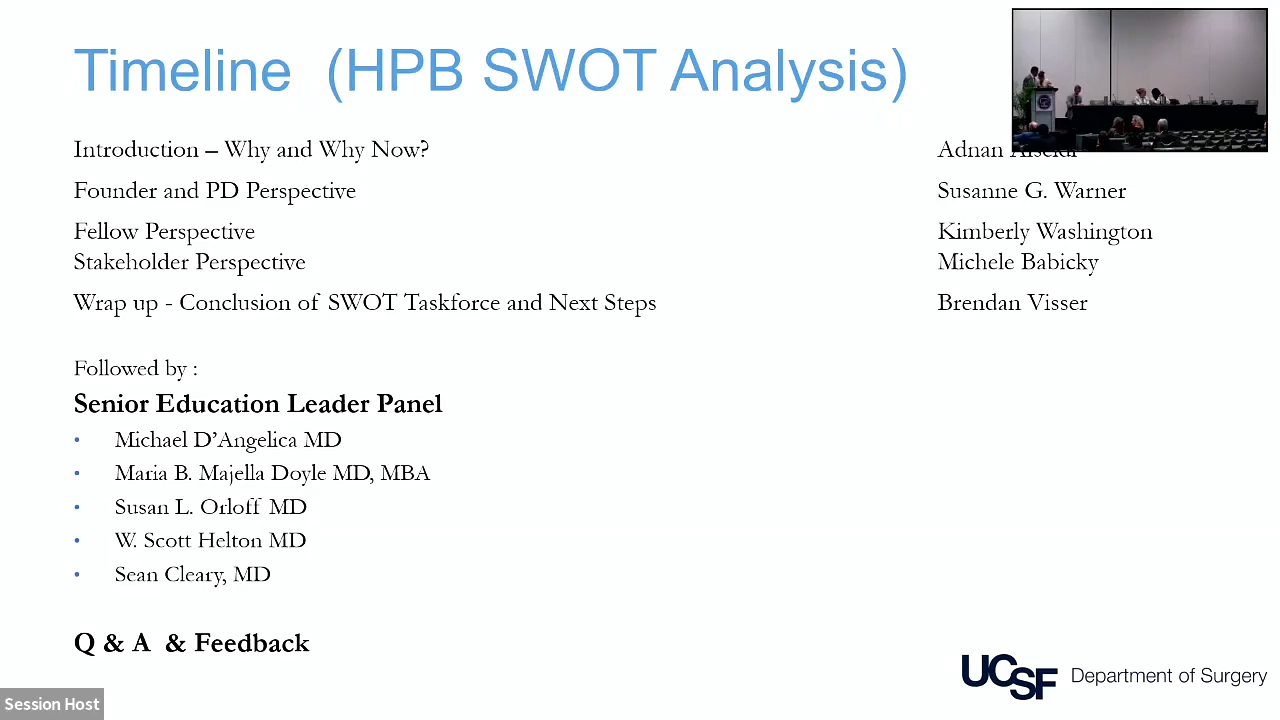 Timeline (HPB SWOT Analysis)
Introduction – Why and Why Now? Adnan
Founder and PD Perspective Susanne G. Warner
Fellow Perspective Kimberly Washington
Stakeholder Perspective Michele Babicky
Wrap up - Conclusion of SWOT Taskforce and Next Steps Brendan Visser
Followed by :
Senior Education Leader Panel
• Michael D’Angelica MD
• Maria B. Majella Doyle MD, MBA
• Susan L. Orloff MD
• W. Scott Helton MD
• Sean Cleary, MD
Q & A & Feedback
UCSF Department of Surgery
Session Host